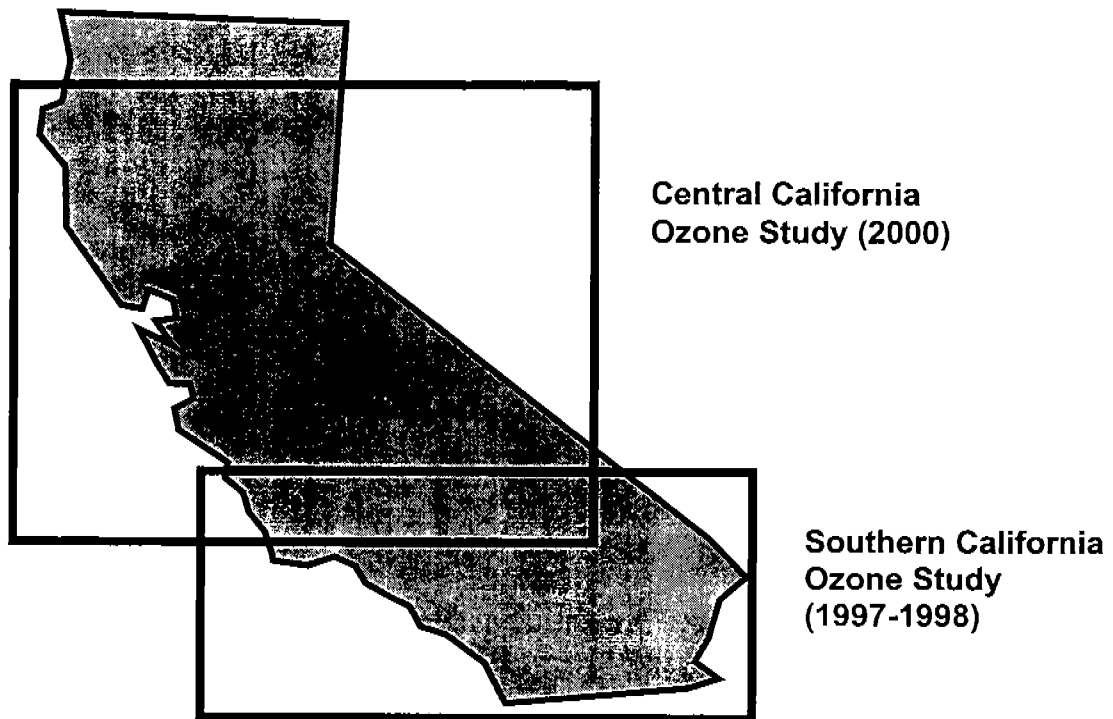 Central California
Ozone Study (2000)
Southern California
Ozone Study
(1997-1998)